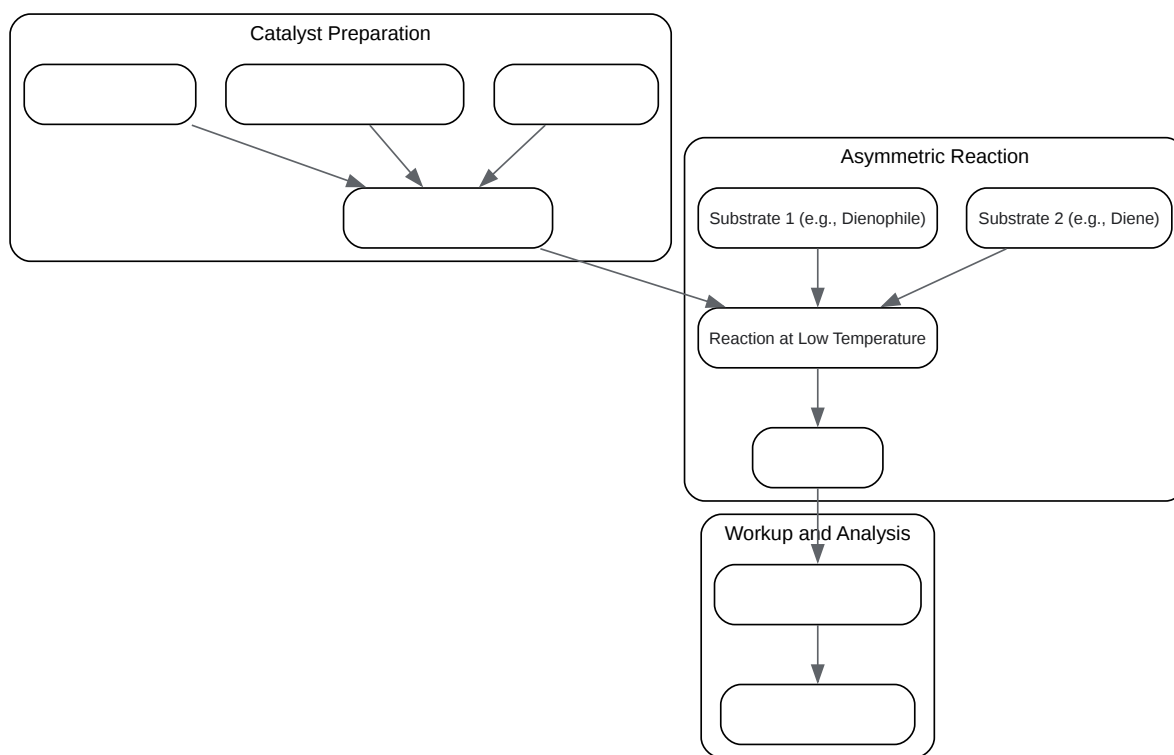 Catalyst Preparation
Asymmetric Reaction
Substrate 1 (e.g., Dienophile)
Substrate 2 (e.g., Diene)
Reaction at Low Temperature
Workup and Analysis